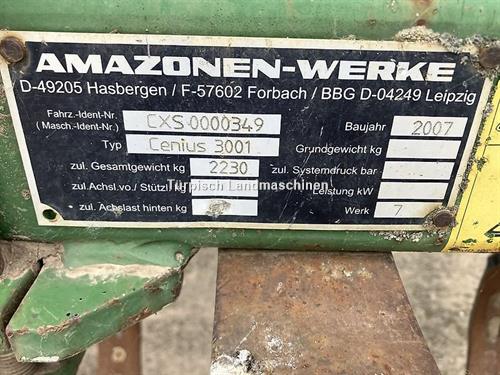 AMAZONEN-WERKE
D-49205 Hasbergen / F-57602 Forbach / BBG D-04249 Leipzig
Fahrz.-Ident-Nr. CXS 0000349 Baujahr 2007
(Masch.-Ident-Nr.) Grundgewicht kg
Typ Cenius 3001
zul. Gesamtgewicht kg 2230 zul. Systemdruck bar
zul. Achsl.vo./ Stützl. Leistung kW
Türpisch Landmaschinen
zul. Achslast hinten kg Werk 7